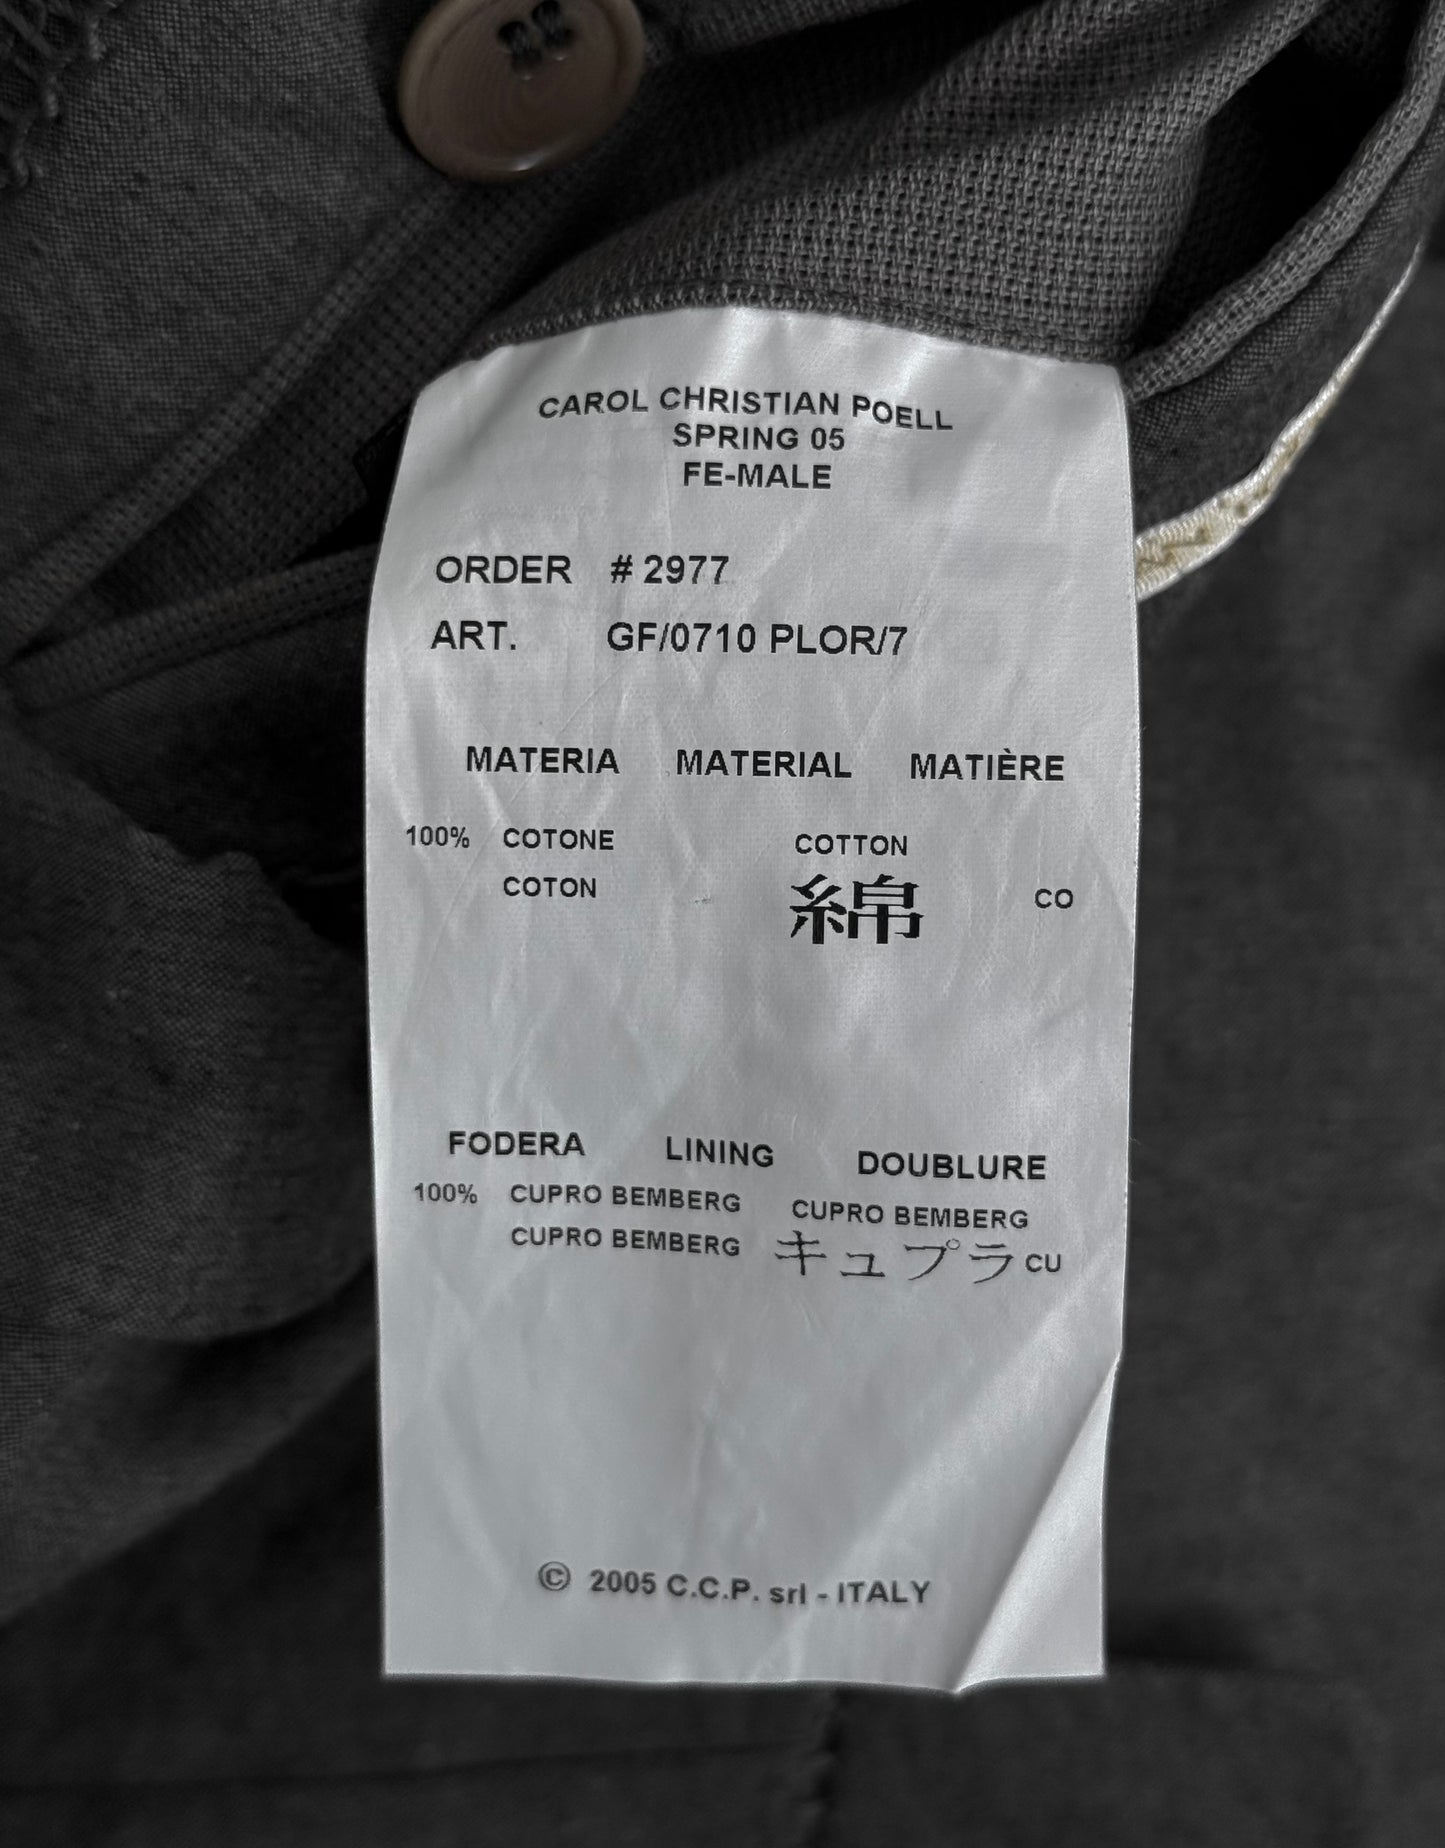 CAROL CHRISTIAN POELL
SPRING 05
FE-MALE
ORDER # 2977
ART. GF/0710 PLOR/7
MATERIA MATERIAL MATIÈRE
100% COTONE COTTON
COTON 綿 CO
FODERA LINING DOUBLURE
100% CUPRO BEMBERG CUPRO BEMBERG
CUPRO BEMBERG キュプラ CU
© 2005 C.C.P. srl - ITALY